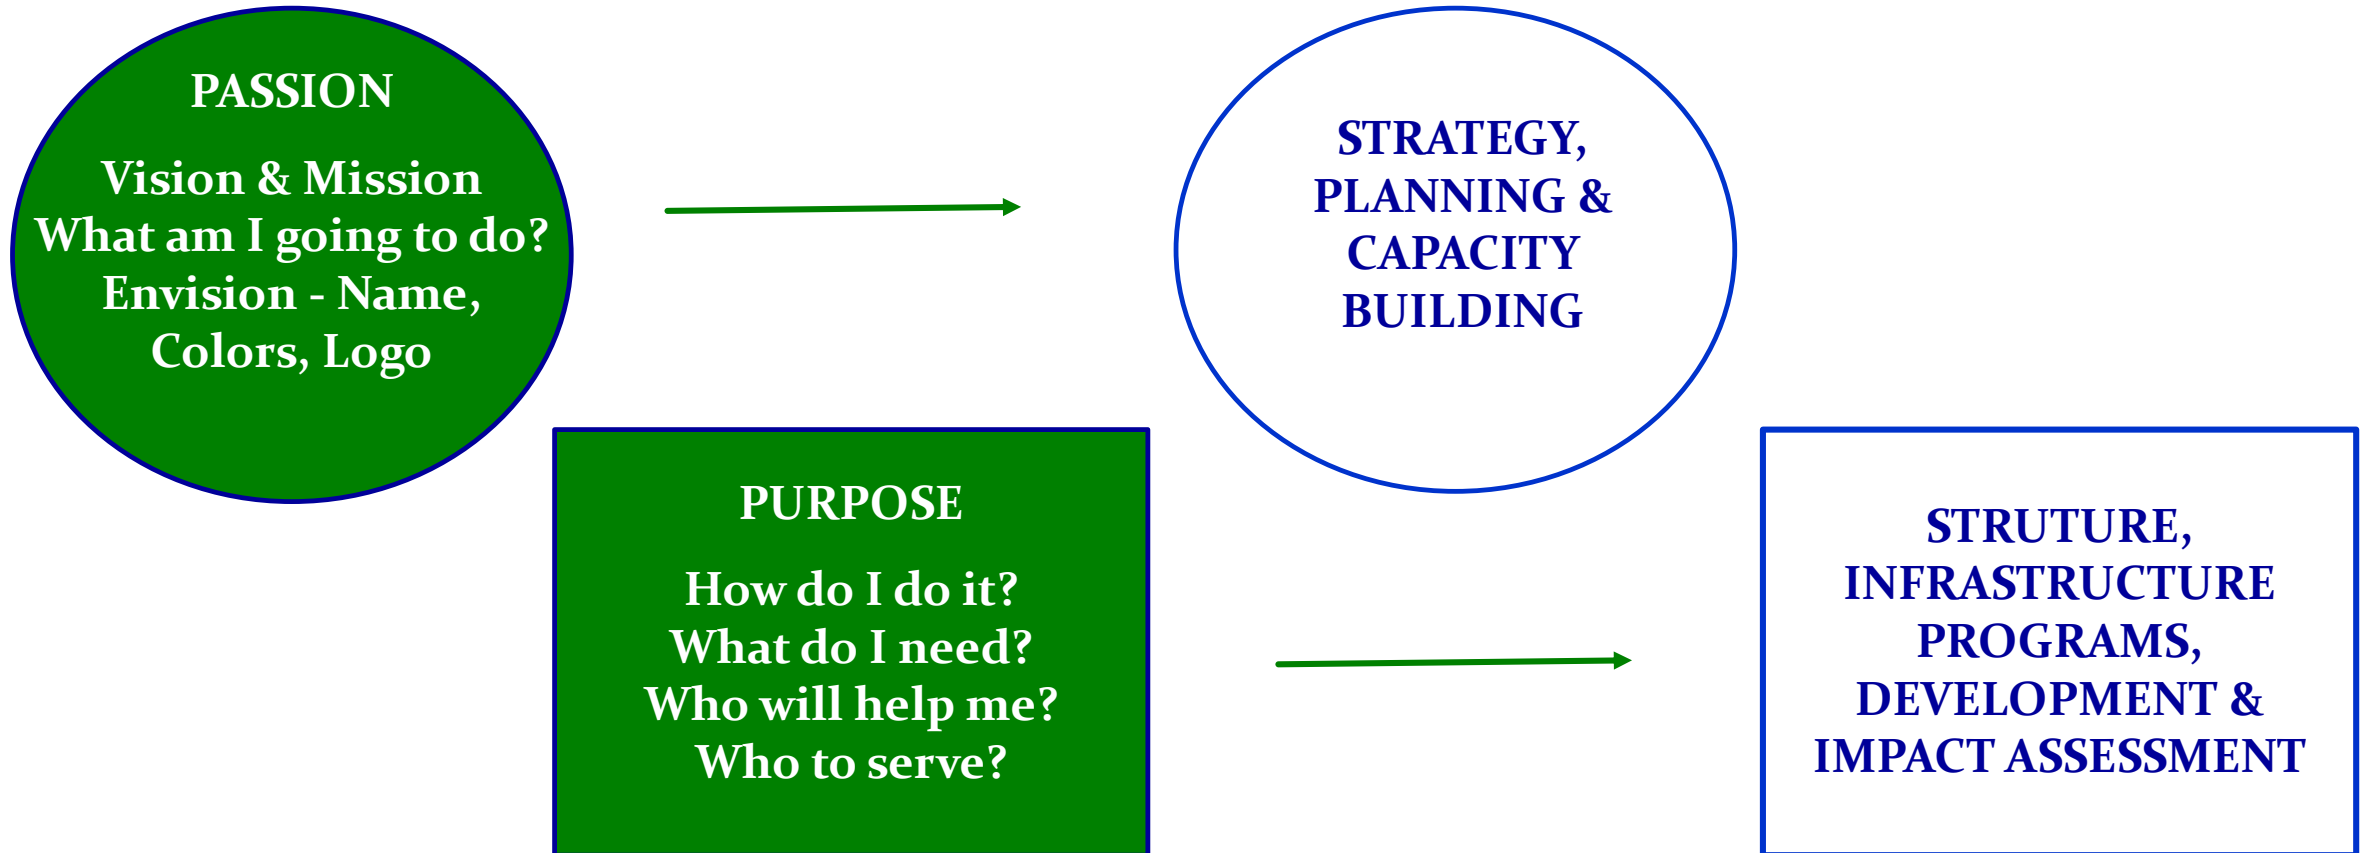 PASSION
Vision & Mission
What am I going to do?
Envision - Name,
Colors, Logo
STRATEGY,
PLANNING &
CAPACITY
BUILDING
PURPOSE
How do I do it?
What do I need?
Who will help me?
Who to serve?
STRUTURE,
INFRASTRUCTURE
PROGRAMS,
DEVELOPMENT &
IMPACT ASSESSMENT